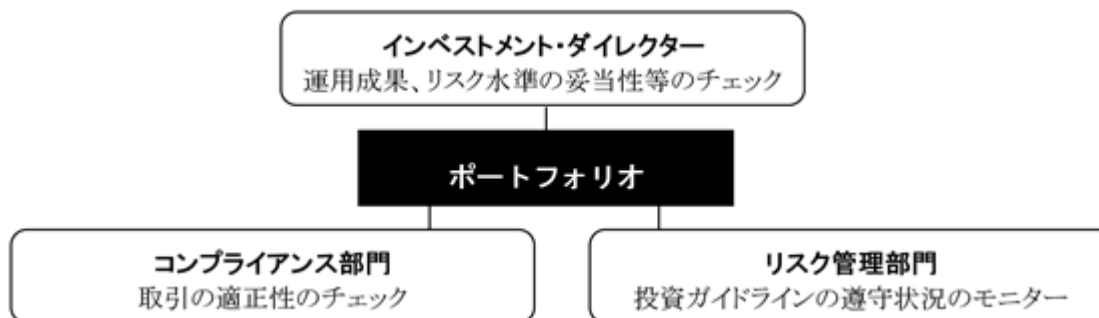 インベストメント・ダイレクター
運用成果、リスク水準の妥当性等のチェック
ポートフォリオ
コンプライアンス部門
取引の適正性のチェック
リスク管理部門
投資ガイドラインの遵守状況のモニター